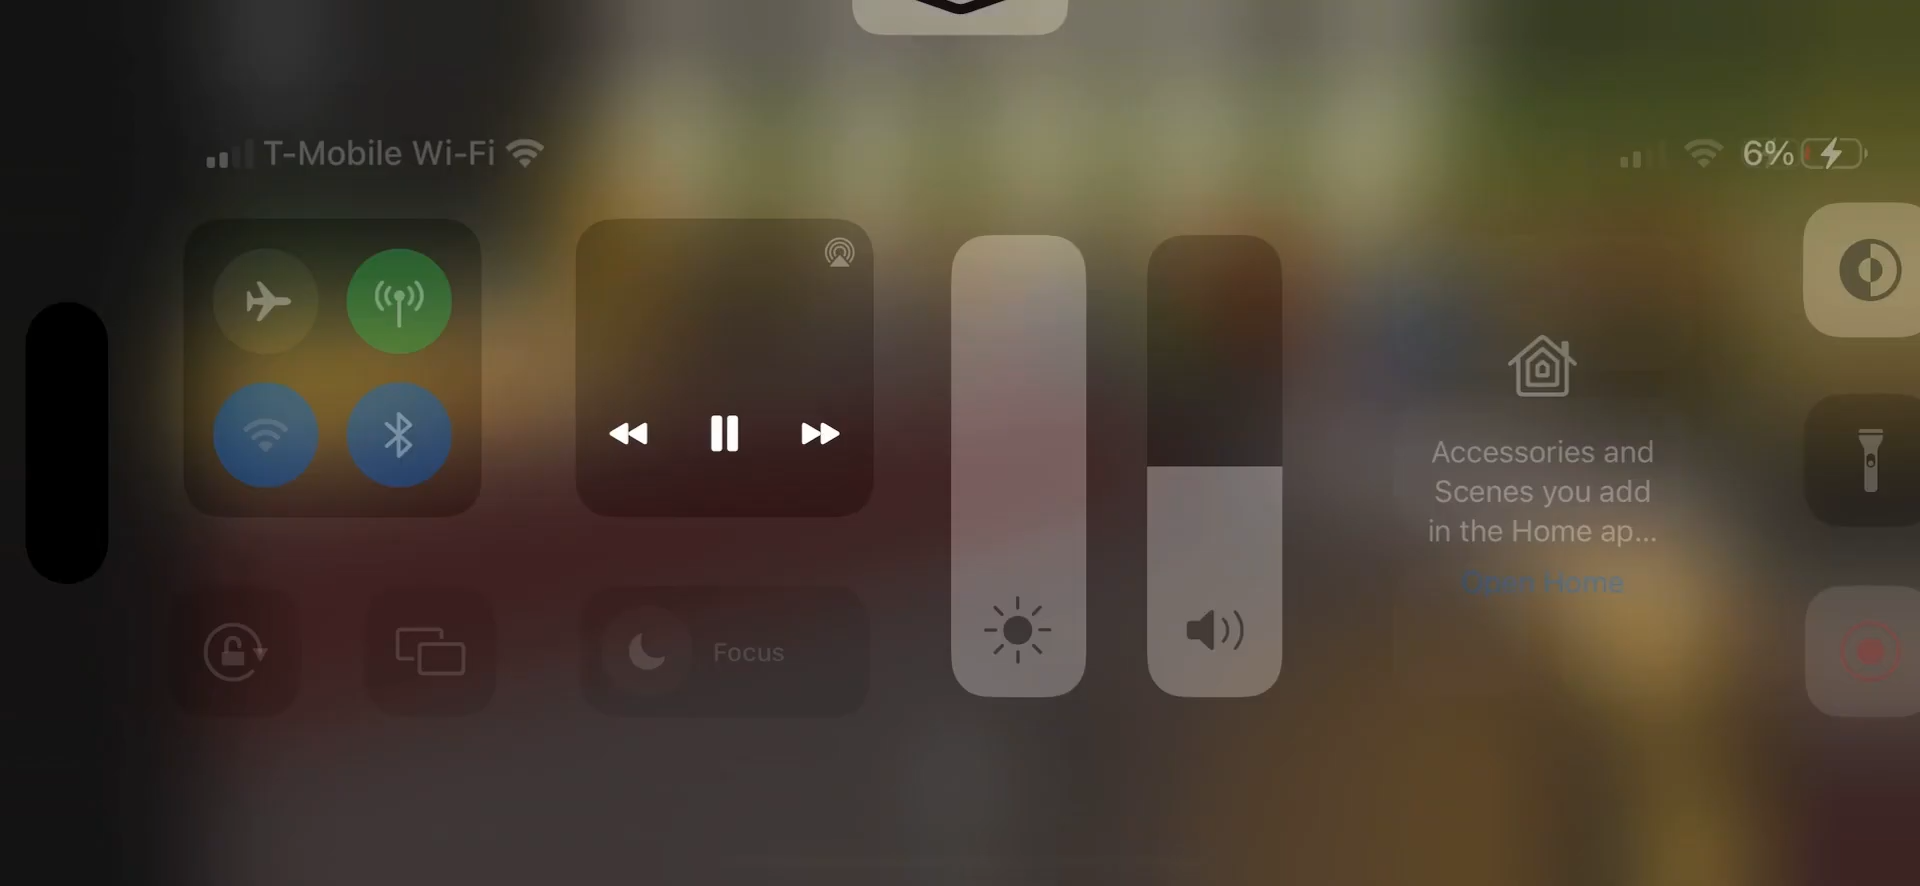 T-Mobile Wi-Fi
6%
Accessories and
Scenes you add
in the Home ap...
Open Home
Focus